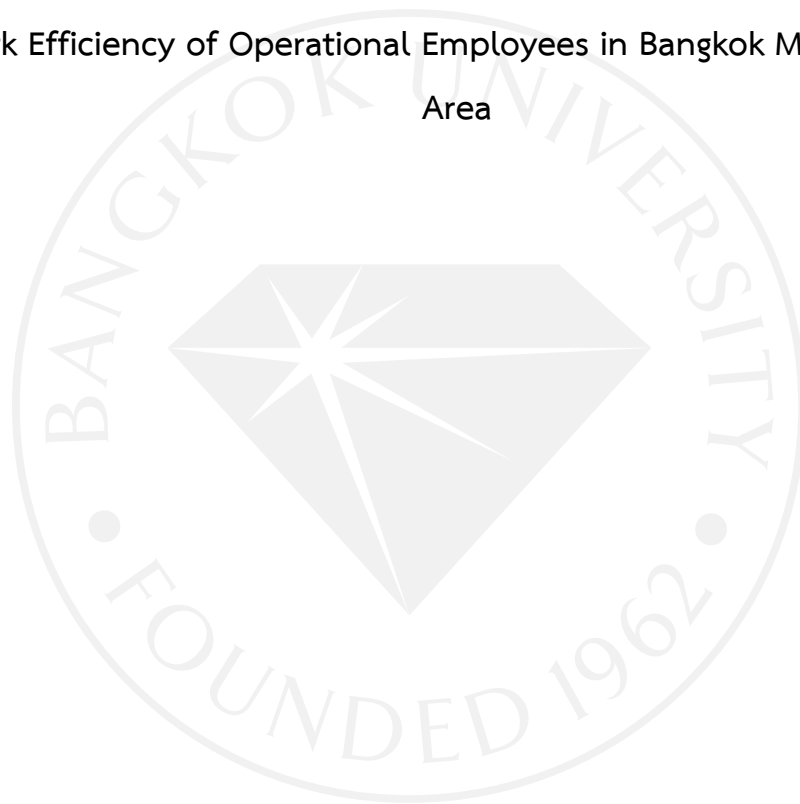 Efficiency of Operational Employees in Bangkok
Area
BANGKOK UNIVERSITY
FOUNDED 1962